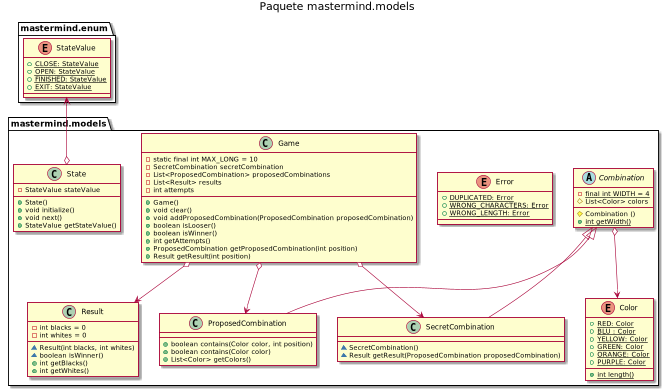 Paquete mastermind.models
mastermind.enum
E StateValue
CLOSE: StateValue
OPEN: StateValue
FINISHED: StateValue
EXIT: StateValue
mastermind.models
C State
StateValue stateValue
State()
void initialize()
void next()
StateValue getStateValue()
C Game
static final int MAX_LONG = 10
SecretCombination secretCombination
List<ProposedCombination> proposedCombinations
List<Result> results
int attempts
Game()
void clear()
void addProposedCombination(ProposedCombination proposedCombination)
boolean isLooser()
boolean isWinner()
int getAttempts()
ProposedCombination getProposedCombination(int position)
Result getResult(int position)
E Error
DUPLICATED: Error
WRONG_CHARACTERS: Error
WRONG_LENGTH: Error
A Combination
final int WIDTH = 4
List<Color> colors
Combination ()
int getWidth()
C Result
int blacks = 0
int whites = 0
Result(int blacks, int whites)
boolean isWinner()
int getBlacks()
int getWhites()
C ProposedCombination
boolean contains(Color color, int position)
boolean contains(Color color)
List<Color> getColors()
C SecretCombination
SecretCombination()
Result getResult(ProposedCombination proposedCombination)
E Color
RED: Color
BLU : Color
YELLOW: Color
GREEN: Color
ORANGE: Color
PURPLE: Color
int length()